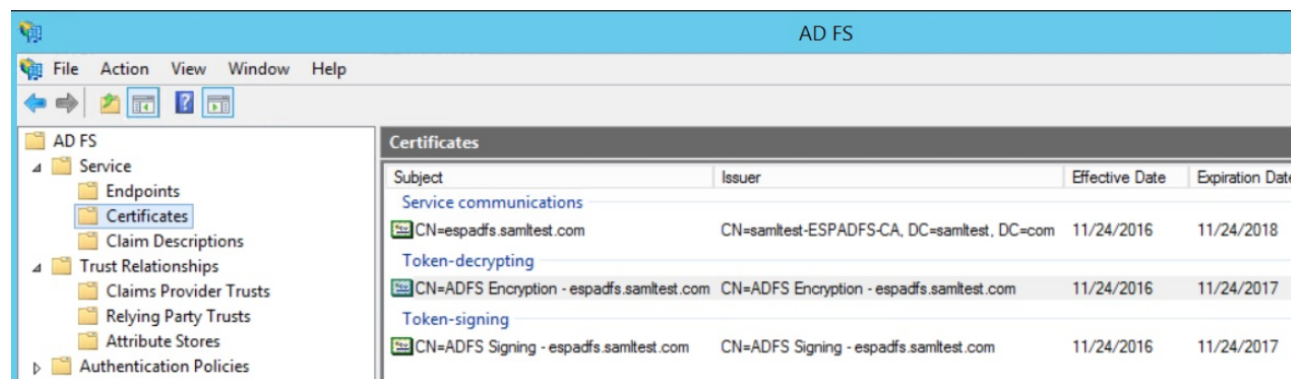 AD FS
File Action View Window Help
AD FS
Service
Endpoints
Certificates
Claim Descriptions
Trust Relationships
Claims Provider Trusts
Relying Party Trusts
Attribute Stores
Authentication Policies
Certificates
Subject Issuer Effective Date Expiration Date
Service communications
CN=espadfs.samltest.com CN=samltest-ESPADFS-CA, DC=samltest, DC=com 11/24/2016 11/24/2018
Token-decrypting
CN=ADFS Encryption - espadfs.samltest.com CN=ADFS Encryption - espadfs.samltest.com 11/24/2016 11/24/2017
Token-signing
CN=ADFS Signing - espadfs.samltest.com CN=ADFS Signing - espadfs.samltest.com 11/24/2016 11/24/2017